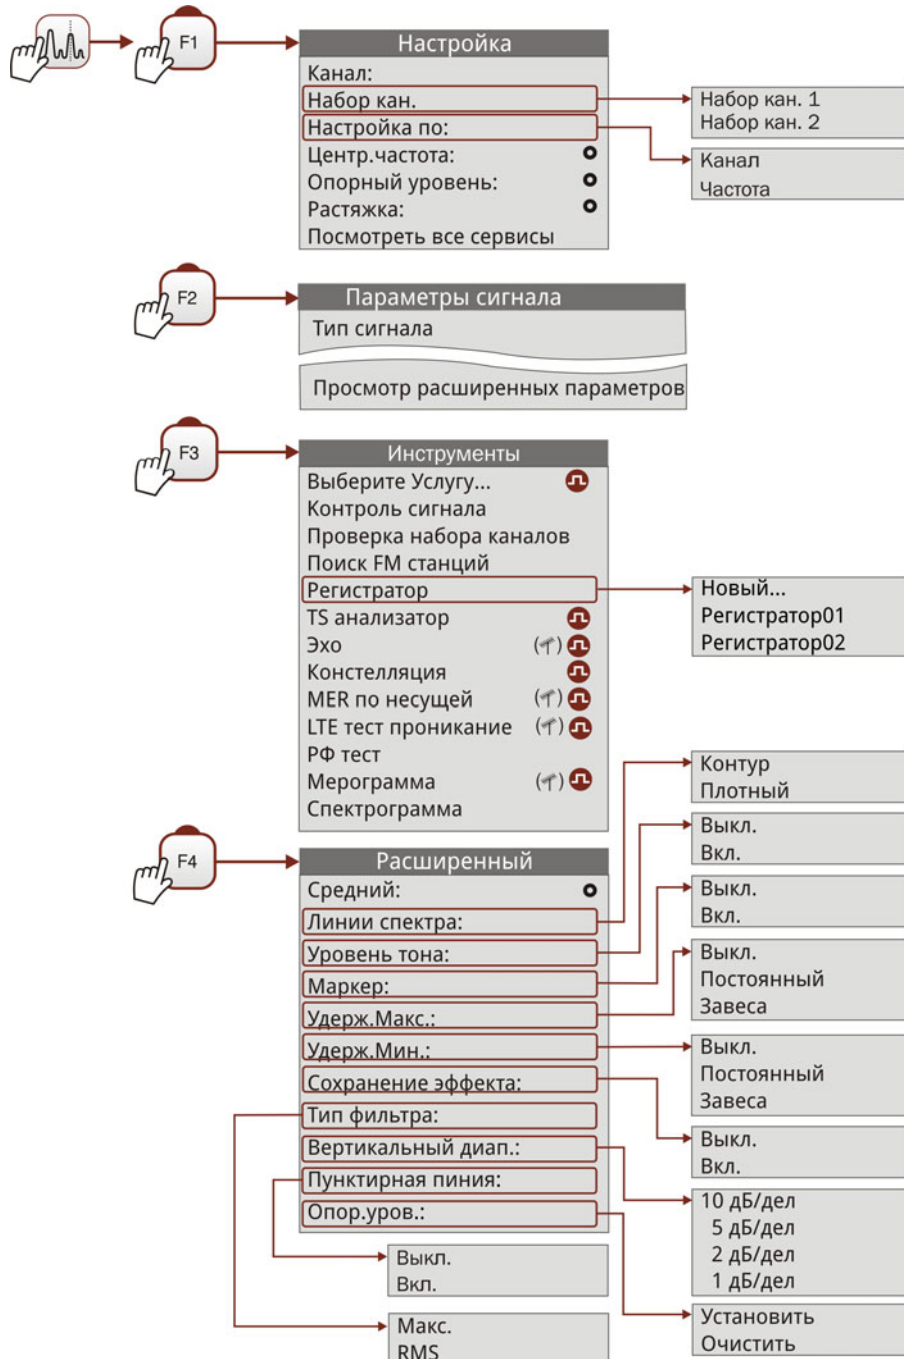 F1
Настройка
Канал:
Набор кан.
Настройка по:
Центр.частота:
Опорный уровень:
Растяжка:
Посмотреть все сервисы
Набор кан. 1
Набор кан. 2
Канал
Частота
F2
Параметры сигнала
Тип сигнала
Просмотр расширенных параметров
F3
Инструменты
Выберите Услугу...
Контроль сигнала
Проверка набора каналов
Поиск FM станций
Регистратор
TS анализатор
Эхо
Констелляция
MER по несущей
LTE тест проникание
РФ тест
Мерограмма
Спектрограмма
Новый...
Регистратор01
Регистратор02
F4
Расширенный
Средний:
Линии спектра:
Уровень тона:
Маркер:
Удерж.Макс.:
Удерж.Мин.:
Сохранение эффекта:
Тип фильтра:
Вертикальный диап.:
Пунктирная пиния:
Опор.уров.:
Контур
Плотный
Выкл.
Вкл.
Выкл.
Вкл.
Выкл.
Постоянный
Завеса
Выкл.
Постоянный
Завеса
Выкл.
Вкл.
10 дБ/дел
5 дБ/дел
2 дБ/дел
1 дБ/дел
Установить
Очистить
Выкл.
Вкл.
Макс.
RMS